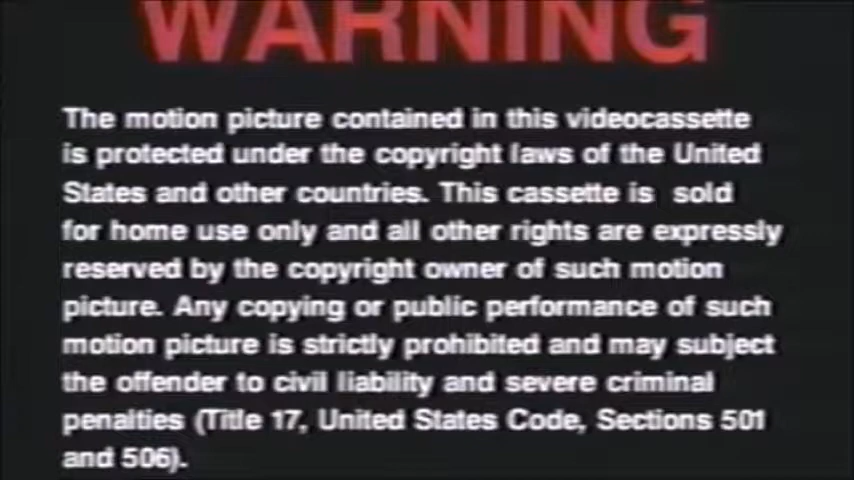 WARNING
The motion picture contained in this videocassette
is protected under the copyright laws of the United
States and other countries. This cassette is sold
for home use only and all other rights are expressly
reserved by the copyright owner of such motion
picture. Any copying or public performance of such
motion picture is strictly prohibited and may subject
the offender to civil liability and severe criminal
penalties (Title 17, United States Code, Sections 501
and 506).